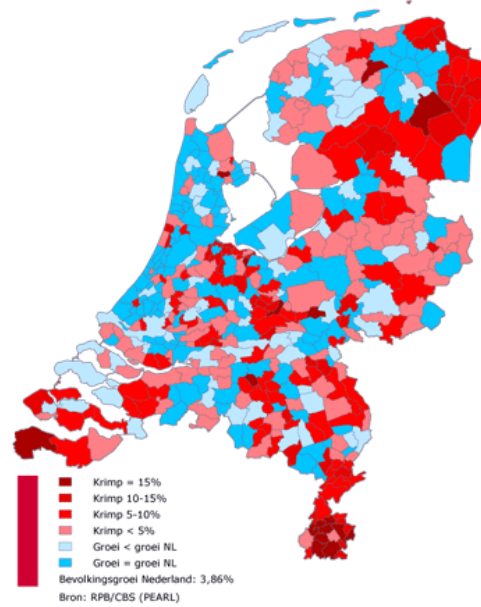 Krimp = 15%
Krimp 10-15%
Krimp 5-10%
Krimp < 5%
Groei < groei NL
Groei = groei NL
Bevolkingsgroei Nederland: 3,86%
Bron: RPB/CBS (PEARL)